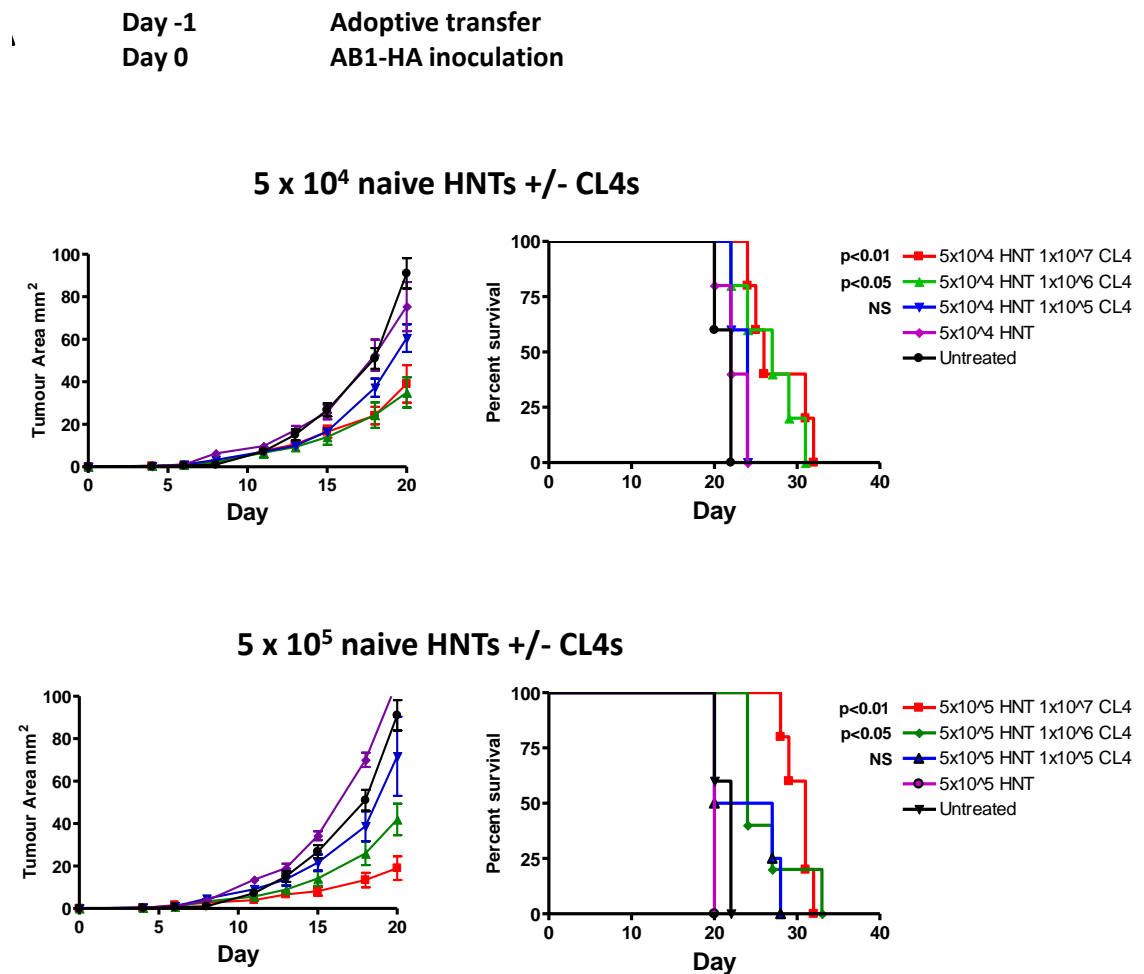 Day -1 Adoptive transfer
Day 0 AB1-HA inoculation
5 x 10⁴ naive HNTs +/- CL4s
Tumour Area mm²
100
80
60
40
20
0
0 5 10 15 20
Day
Percent survival
100
50
0
0 10 20 30 40
Day
p<0.01 5x10^4 HNT 1x10^7 CL4
p<0.05 5x10^4 HNT 1x10^6 CL4
NS 5x10^4 HNT 1x10^5 CL4
5x10^4 HNT
Untreated
5 x 10⁵ naive HNTs +/- CL4s
Tumour Area mm²
100
80
60
40
20
0
0 5 10 15 20
Day
Percent survival
100
75
50
25
0
0 10 20 30 40
Day
p<0.01 5x10^5 HNT 1x10^7 CL4
p<0.05 5x10^5 HNT 1x10^6 CL4
NS 5x10^5 HNT 1x10^5 CL4
5x10^5 HNT
Untreated